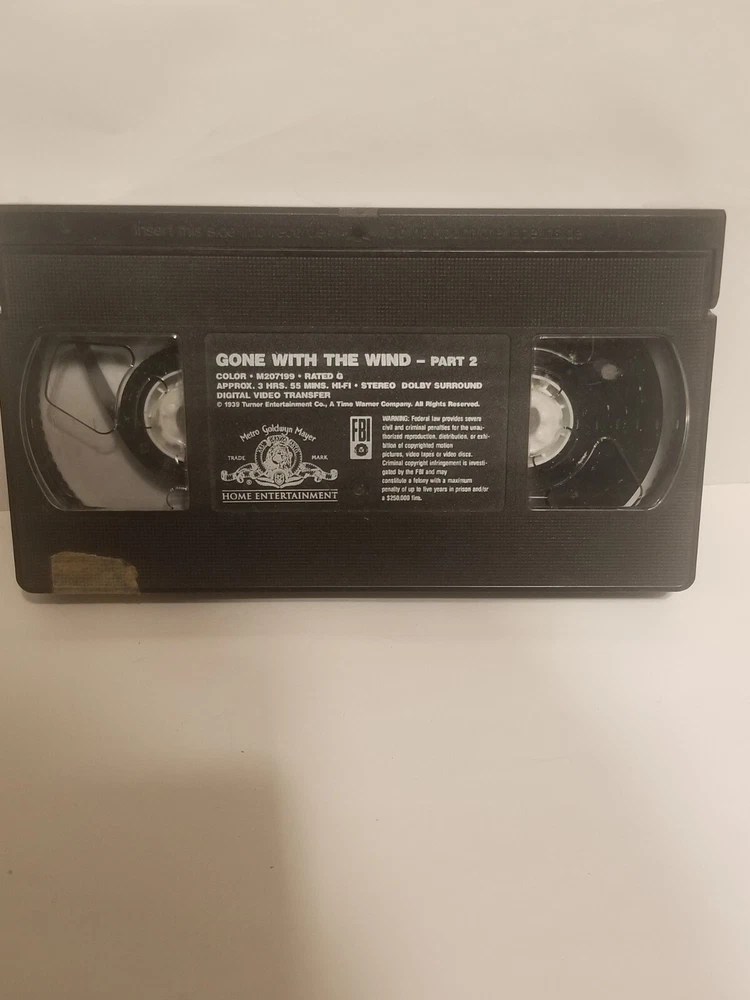 Insert this side into recorder
GONE WITH THE WIND – PART 2
COLOR • M207199 • RATED G
APPROX. 3 HRS. 55 MINS. HI-FI • STEREO DOLBY SURROUND
DIGITAL VIDEO TRANSFER
© 1939 Turner Entertainment Co., A Time Warner Company. All Rights Reserved.
Metro Goldwyn Mayer
TRADE MARK
HOME ENTERTAINMENT
FBI
WARNING: Federal law provides severe
civil and criminal penalties for the unau-
thorized reproduction, distribution, or exhi-
bition of copyrighted motion
pictures, video tapes or video discs.
Criminal copyright infringement is investi-
gated by the FBI and may
constitute a felony with a maximum
penalty of up to five years in prison and/or
a $250,000 fine.